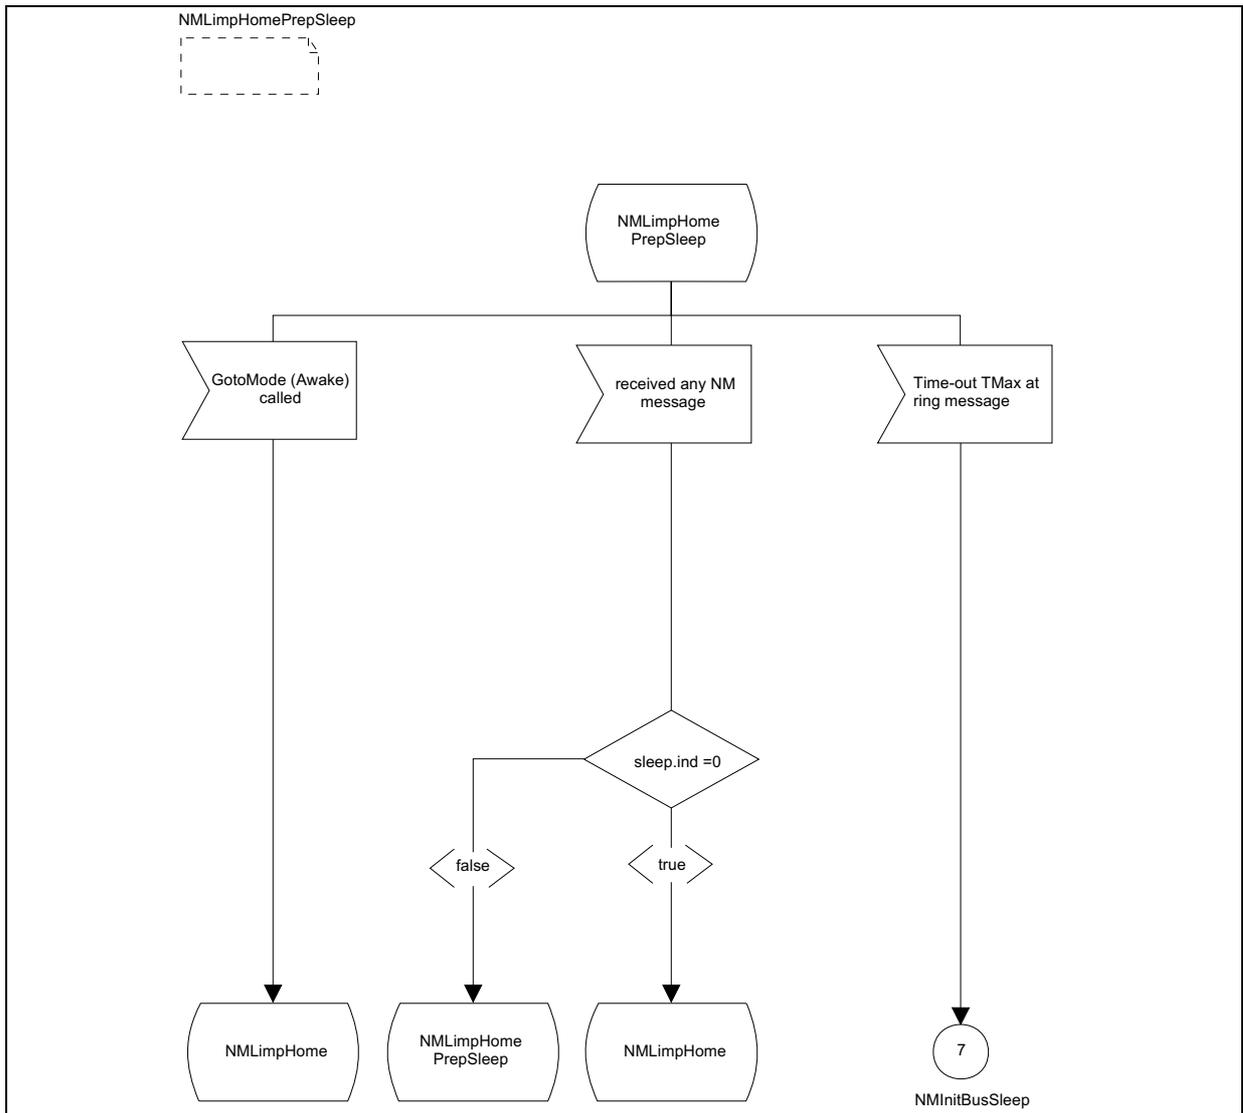 NMLimpHomePrepSleep
NMLimpHome
PrepSleep
GotoMode (Awake)
called
received any NM
message
Time-out TMax at
ring message
sleep.ind =0
false
true
NMLimpHome
NMLimpHome
PrepSleep
NMLimpHome
7
NMInitBusSleep